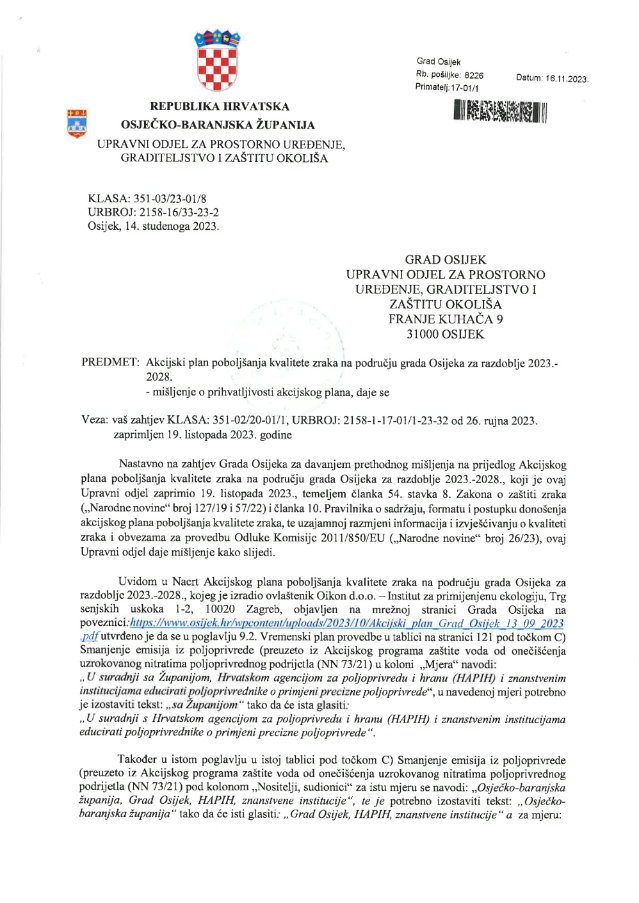 Grad Osijek
Rb. pošiljke: 8226
Datum: 16.11.2023.
Primatelj: 17-01/1
REPUBLIKA HRVATSKA
OSJEČKO-BARANJSKA ŽUPANIJA
UPRAVNI ODJEL ZA PROSTORNO UREĐENJE,
GRADITELJSTVO I ZAŠTITU OKOLIŠA
KLASA: 351-03/23-01/8
URBROJ: 2158-16/33-23-2
Osijek, 14. studenoga 2023.
GRAD OSIJEK
UPRAVNI ODJEL ZA PROSTORNO
UREĐENJE, GRADITELJSTVO I
ZAŠTITU OKOLIŠA
FRANJE KUHAČA 9
31000 OSIJEK
PREDMET: Akcijski plan poboljšanja kvalitete zraka na području grada Osijeka za razdoblje 2023.-
2028.
- mišljenje o prihvatljivosti akcijskog plana, daje se
Veza: vaš zahtjev KLASA: 351-02/20-01/1, URBROJ: 2158-1-17-01/1-23-32 od 26. rujna 2023.
zaprimljen 19. listopada 2023. godine
Nastavno na zahtjev Grada Osijeka za davanjem prethodnog mišljenja na prijedlog Akcijskog
plana poboljšanja kvalitete zraka na području grada Osijeka za razdoblje 2023.-2028., koji je ovaj
Upravni odjel zaprimio 19. listopada 2023., temeljem članka 54. stavka 8. Zakona o zaštiti zraka
(„Narodne novine" broj 127/19 i 57/22) i članka 10. Pravilnika o sadržaju, formatu i postupku donošenja
akcijskog plana poboljšanja kvalitete zraka, te uzajamnoj razmjeni informacija i izvješćivanju o kvaliteti
zraka i obvezama za provedbu Odluke Komisije 2011/850/EU („Narodne novine" broj 26/23), ovaj
Upravni odjel daje mišljenje kako slijedi.
Uvidom u Nacrt Akcijskog plana poboljšanja kvalitete zraka na području grada Osijeka za
razdoblje 2023.-2028., kojeg je izradio ovlaštenik Oikon d.o.o. – Institut za primijenjenu ekologiju, Trg
senjskih uskoka 1-2, 10020 Zagreb, objavljen na mrežnoj stranici Grada Osijeka na
poveznici:https://www.osijek.hr/wpcontent/uploads/2023/10/Akcijski_plan_Grad_Osijek_13_09_2023
.pdf utvrđeno je da se u poglavlju 9.2. Vremenski plan provedbe u tablici na stranici 121 pod točkom C)
Smanjenje emisija iz poljoprivrede (preuzeto iz Akcijskog programa zaštite voda od onečišćenja
uzrokovanog nitratima poljoprivrednog podrijetla (NN 73/21) u koloni „Mjera" navodi:
„U suradnji sa Županijom, Hrvatskom agencijom za poljoprivredu i hranu (HAPIH) i znanstvenim
institucijama educirati poljoprivrednike o primjeni precizne poljoprivrede", u navedenoj mjeri potrebno
je izostaviti tekst: „sa Županijom" tako da će ista glasiti:
„U suradnji s Hrvatskom agencijom za poljoprivredu i hranu (HAPIH) i znanstvenim institucijama
educirati poljoprivrednike o primjeni precizne poljoprivrede".
Također u istom poglavlju u istoj tablici pod točkom C) Smanjenje emisija iz poljoprivrede
(preuzeto iz Akcijskog programa zaštite voda od onečišćenja uzrokovanog nitratima poljoprivrednog
podrijetla (NN 73/21) pod kolonom „Nositelji, sudionici" za istu mjeru se navodi: „Osječko-baranjska
županija, Grad Osijek, HAPIH, znanstvene institucije", te je potrebno izostaviti tekst: „Osječko-
baranjska županija" tako da će isti glasiti: „Grad Osijek, HAPIH, znanstvene institucije" a za mjeru: